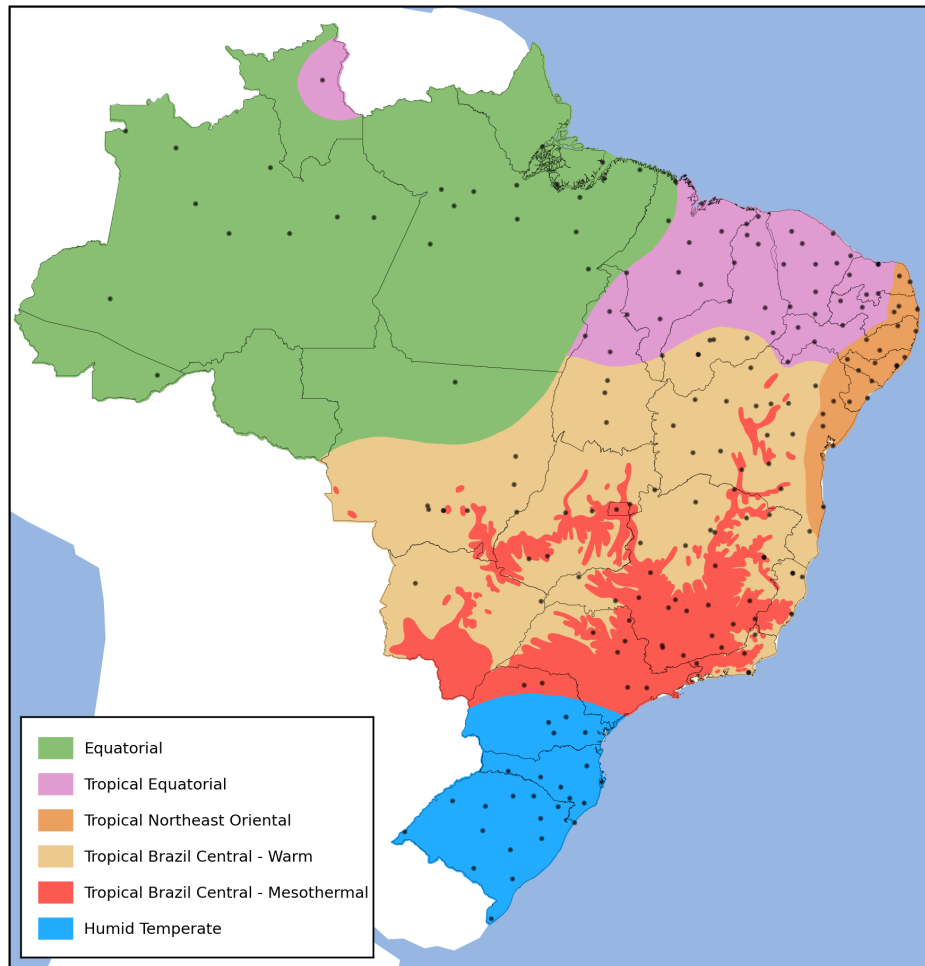 Equatorial
Tropical Equatorial
Tropical Northeast Oriental
Tropical Brazil Central - Warm
Tropical Brazil Central - Mesothermal
Humid Temperate